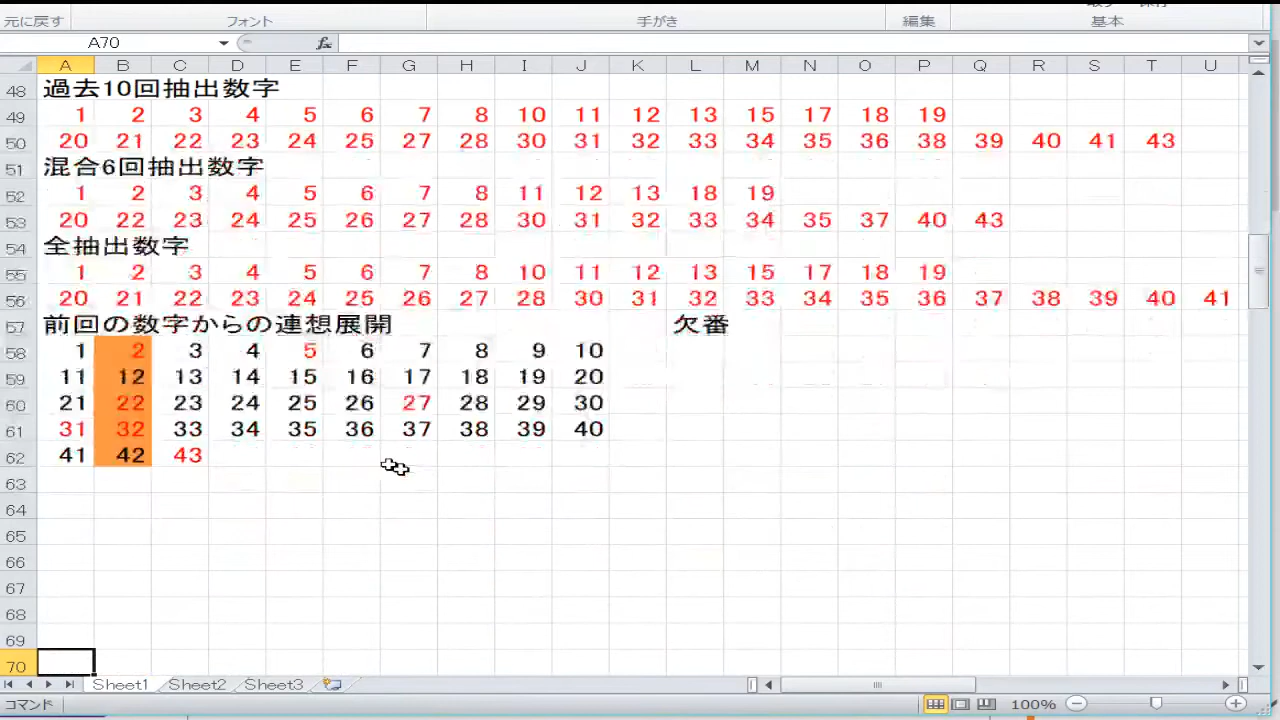 元に戻す フォント 手がき 編集 基本
A70 fx
A B C D E F G H I J K L M N O P Q R S T U
48 過去10回抽出数字
49 1 2 3 4 5 6 7 8 10 11 12 13 15 17 18 19
50 20 21 22 23 24 25 27 28 30 31 32 33 34 35 36 38 39 40 41 43
51 混合6回抽出数字
52 1 2 3 4 5 6 7 8 11 12 13 18 19
53 20 22 23 24 25 26 27 28 30 31 32 33 34 35 37 40 43
54 全抽出数字
55 1 2 3 4 5 6 7 8 10 11 12 13 15 17 18 19
56 20 21 22 23 24 25 26 27 28 30 31 32 33 34 35 36 37 38 39 40 41
57 前回の数字からの連想展開 欠番
58 1 2 3 4 5 6 7 8 9 10
59 11 12 13 14 15 16 17 18 19 20
60 21 22 23 24 25 26 27 28 29 30
61 31 32 33 34 35 36 37 38 39 40
62 41 42 43
63
64
65
66
67
68
69
70
Sheet1 Sheet2 Sheet3
コマンド 100%